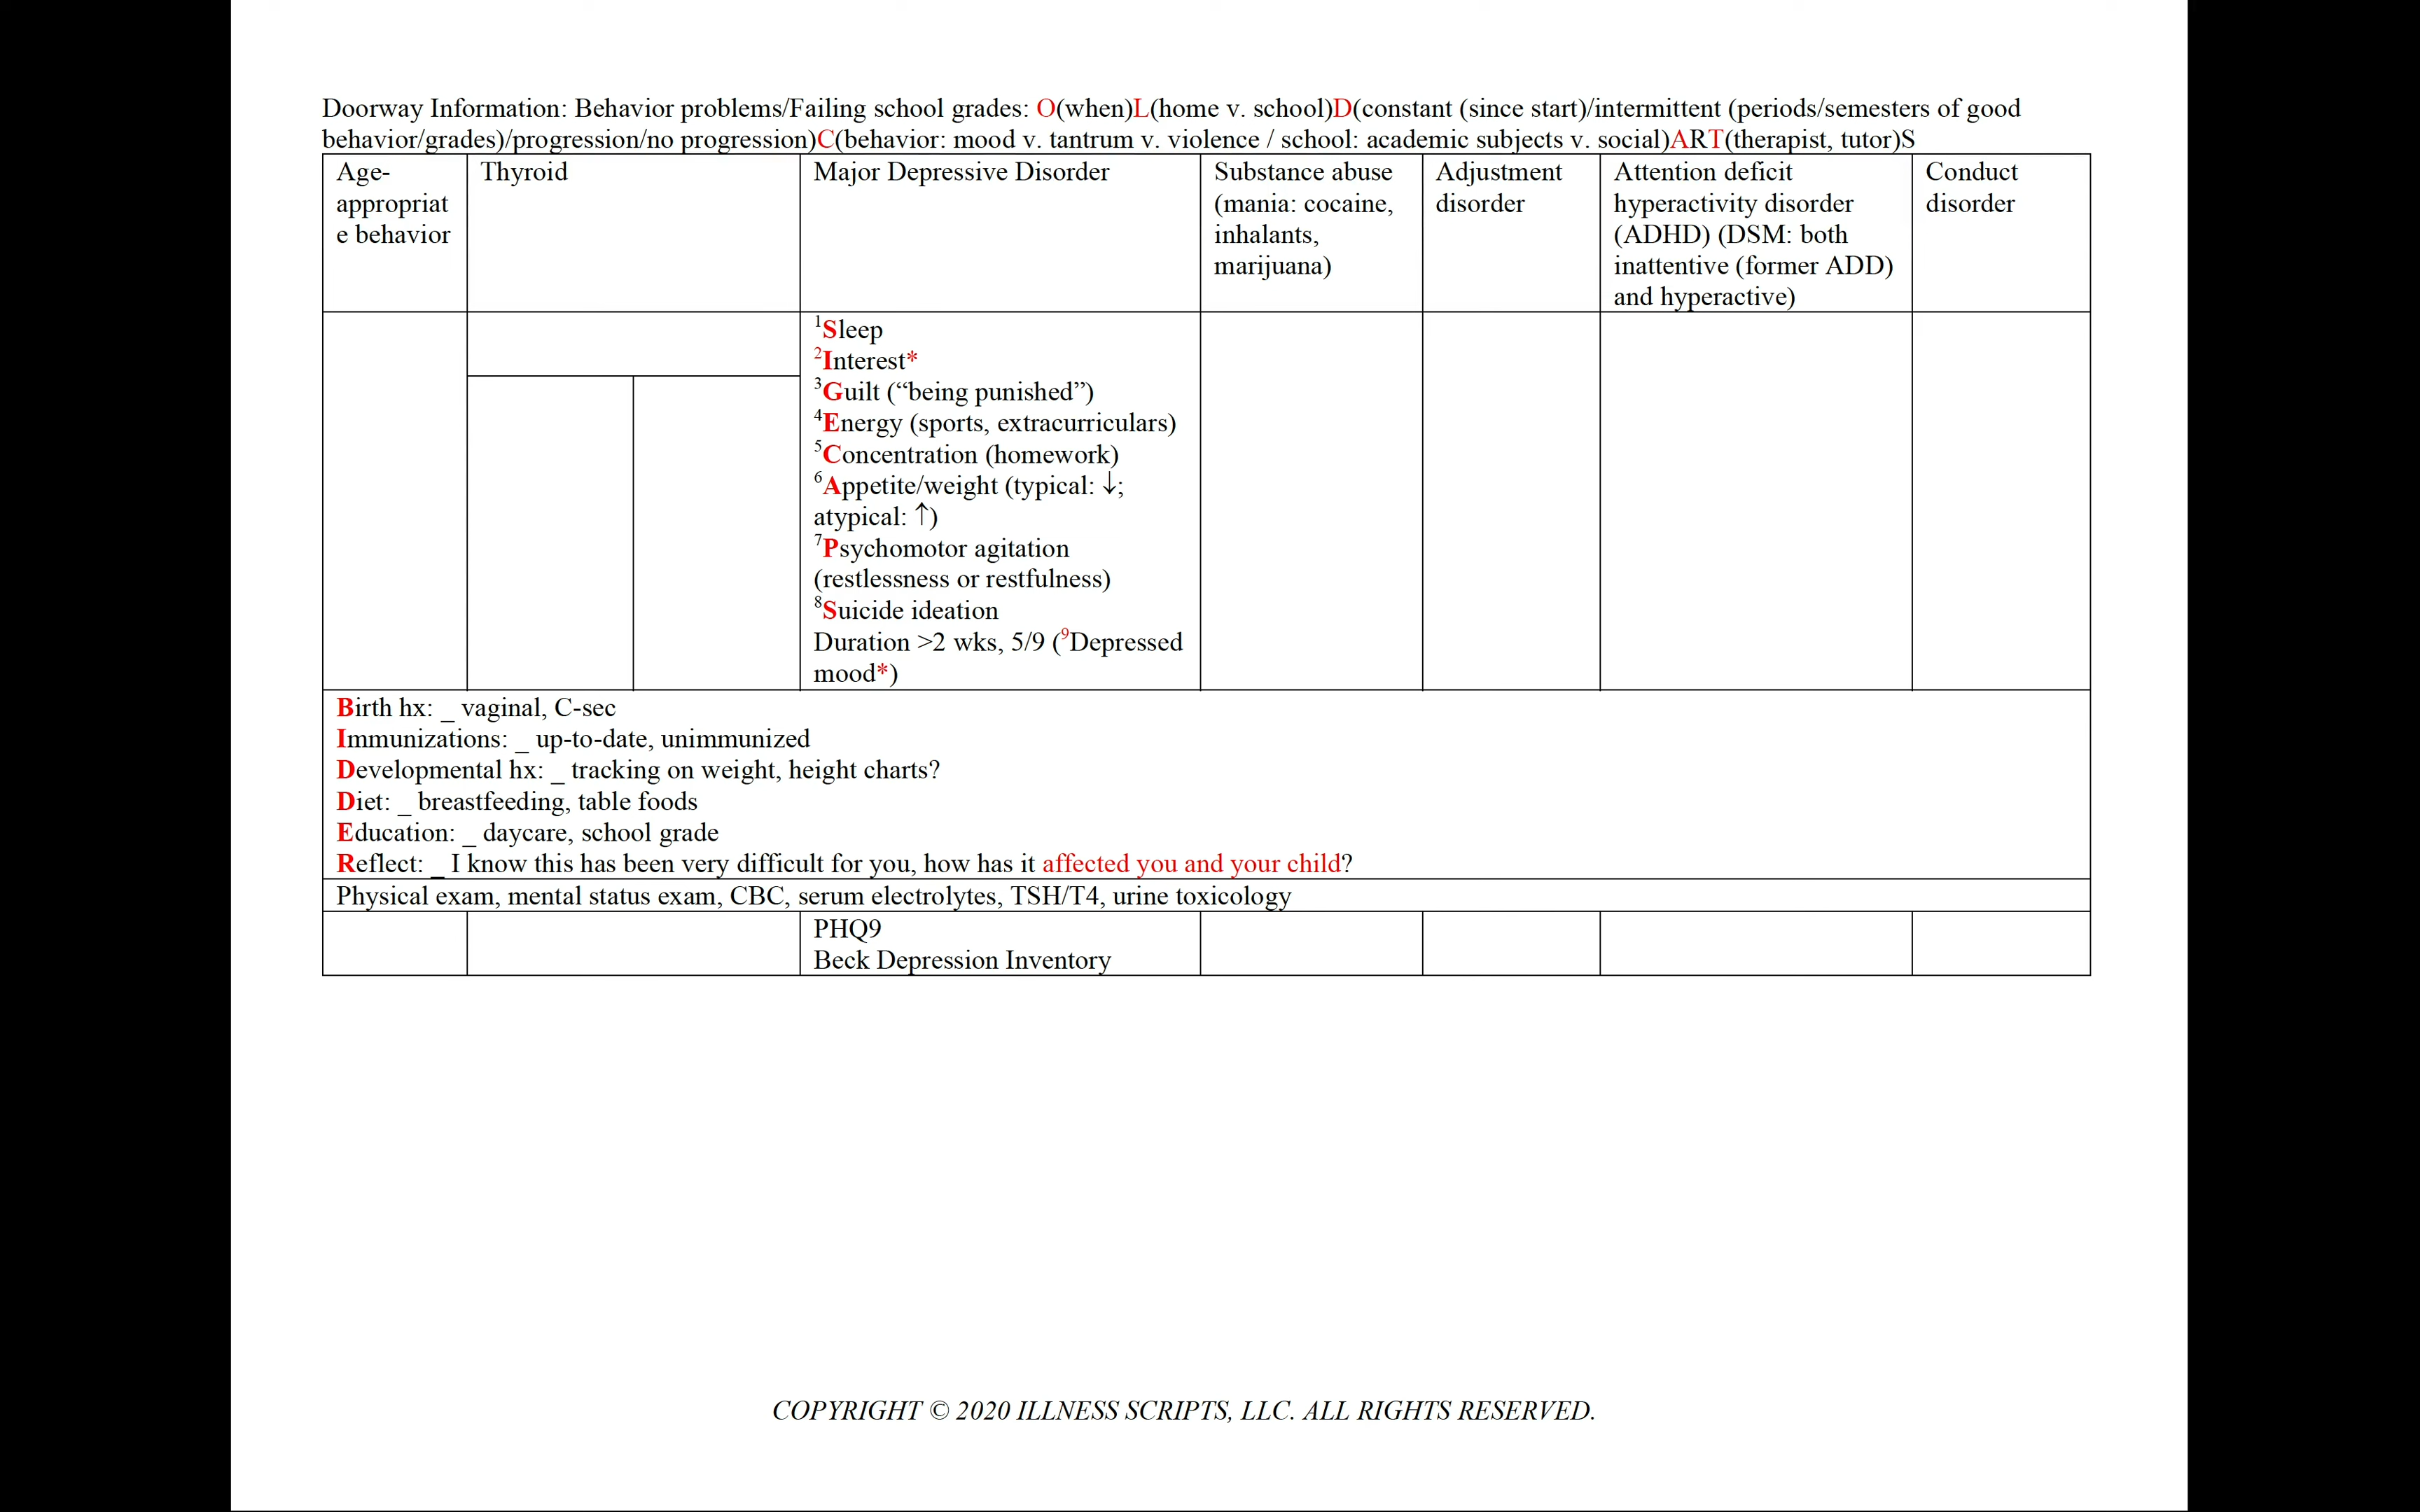 Doorway Information: Behavior problems/Failing school grades: O(when)L(home v. school)D(constant (since start)/intermittent (periods/semesters of good
behavior/grades)/progression/no progression)C(behavior: mood v. tantrum v. violence / school: academic subjects v. social)ART(therapist, tutor)S
Age-
appropriat
e behavior
Thyroid
Major Depressive Disorder
Substance abuse
(mania: cocaine,
inhalants,
marijuana)
Adjustment
disorder
Attention deficit
hyperactivity disorder
(ADHD) (DSM: both
inattentive (former ADD)
and hyperactive)
Conduct
disorder
¹Sleep
²Interest*
³Guilt (“being punished”)
⁴Energy (sports, extracurriculars)
⁵Concentration (homework)
⁶Appetite/weight (typical: ↓;
atypical: ↑)
⁷Psychomotor agitation
(restlessness or restfulness)
⁸Suicide ideation
Duration >2 wks, 5/9 (⁹Depressed
mood*)
Birth hx: _ vaginal, C-sec
Immunizations: _ up-to-date, unimmunized
Developmental hx: _ tracking on weight, height charts?
Diet: _ breastfeeding, table foods
Education: _ daycare, school grade
Reflect: _ I know this has been very difficult for you, how has it affected you and your child?
Physical exam, mental status exam, CBC, serum electrolytes, TSH/T4, urine toxicology
PHQ9
Beck Depression Inventory
COPYRIGHT © 2020 ILLNESS SCRIPTS, LLC. ALL RIGHTS RESERVED.